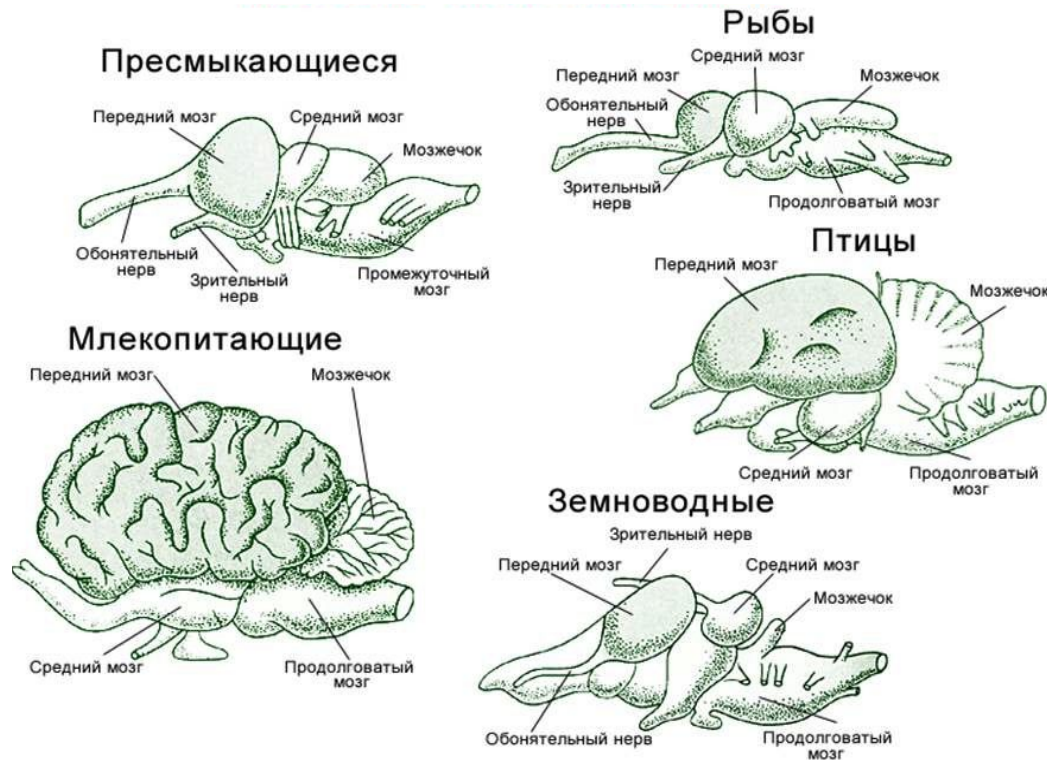 Пресмыкающиеся
Передний мозг
Средний мозг
Мозжечок
Обонятельный
нерв
Зрительный
нерв
Промежуточный
мозг
Рыбы
Средний мозг
Передний мозг
Мозжечок
Обонятельный
нерв
Зрительный
нерв
Продолговатый мозг
Птицы
Передний мозг
Мозжечок
Средний мозг
Продолговатый
мозг
Млекопитающие
Передний мозг
Мозжечок
Средний мозг
Продолговатый
мозг
Земноводные
Зрительный нерв
Передний мозг
Средний мозг
Мозжечок
Обонятельный нерв
Продолговатый
мозг